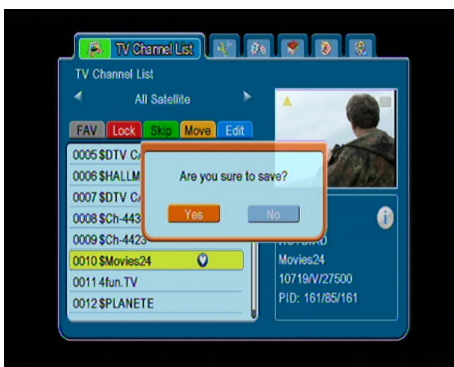 TV Channel List
TV Channel List
All Satellite
FAV Lock Skip Move Edit
0005 $DTV
0006 $HALLM
0007 $DTV
0008 $Ch-443
0009 $Ch-4423
0010 $Movies24
0011 4fun.TV
0012 $PLANETE
Are you sure to save?
Yes No
Movies24
10719/V/27500
PID: 161/85/161